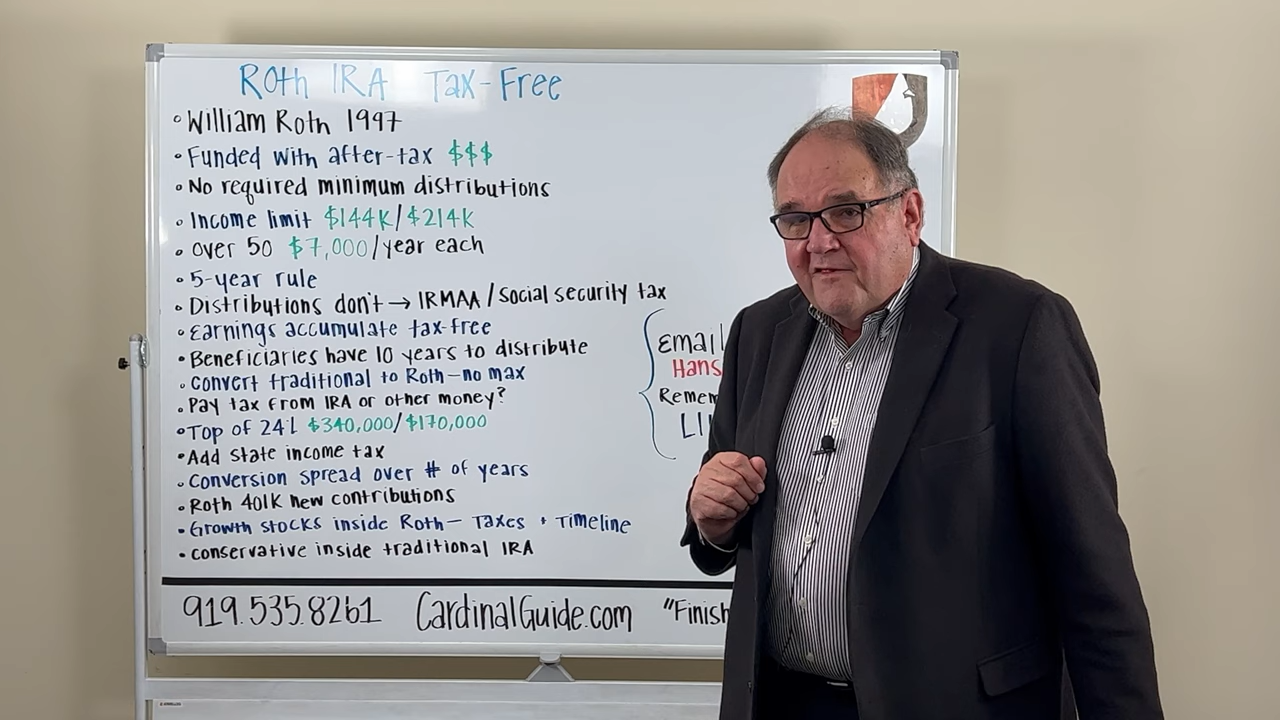 Roth IRA Tax-Free
• William Roth 1997
• Funded with after-tax $$$
• No required minimum distributions
• Income limit $144K/$214K
• over 50 $7,000/year each
• 5-year rule
• Distributions don't → IRMAA/Social security tax
• Earnings accumulate tax-free
• Beneficiaries have 10 years to distribute
• Convert traditional to Roth-no max
• Pay tax from IRA or other money?
• Top of 24% $340,000/$170,000
• Add State income tax
• Conversion spread over # of years
• Roth 401K new contributions
• Growth stocks inside Roth- Taxes + Timeline
• conservative inside traditional IRA
Email
Hans
919.535.8261 CardinalGuide.com "Finish